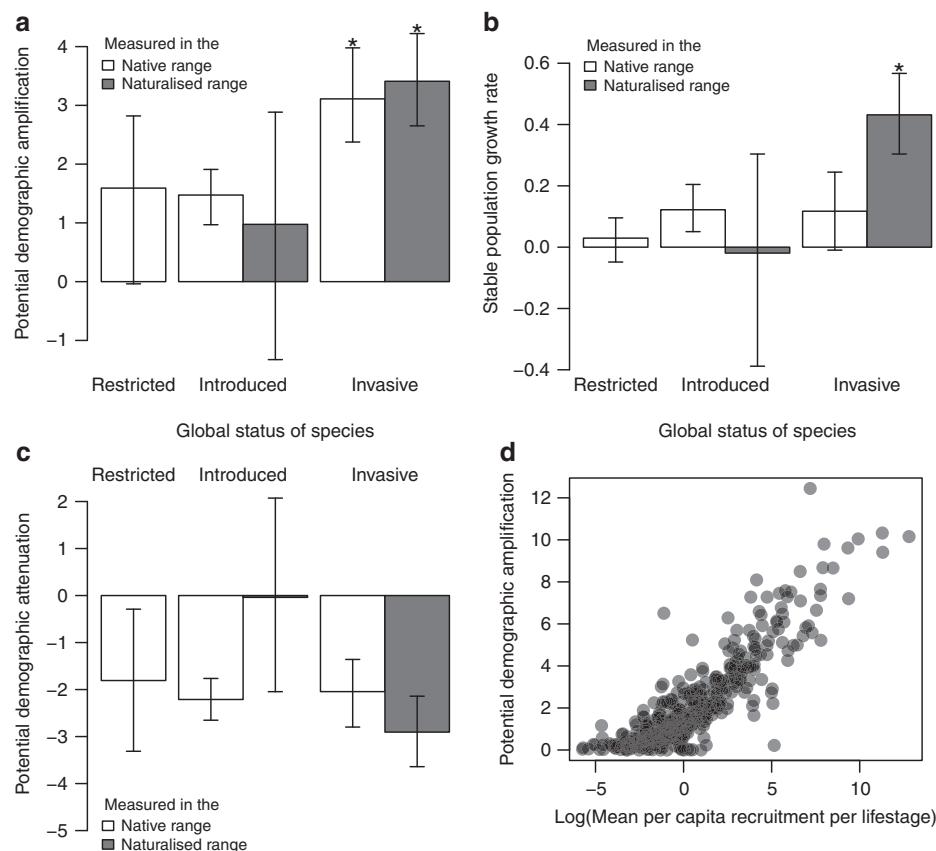 a
Potential demographic amplification
4
3
2
1
0
−1
Measured in the
Native range
Naturalised range
*
*
Restricted
Introduced
Invasive
Global status of species
b
Stable population growth rate
0.6
0.4
0.2
0.0
−0.2
−0.4
Measured in the
Native range
Naturalised range
*
Restricted
Introduced
Invasive
Global status of species
c
Restricted
Introduced
Invasive
Potential demographic attenuation
2
1
0
−1
−2
−3
−4
−5
Measured in the
Native range
Naturalised range
d
Potential demographic amplification
12
10
8
6
4
2
0
−5
0
5
10
Log(Mean per capita recruitment per lifestage)